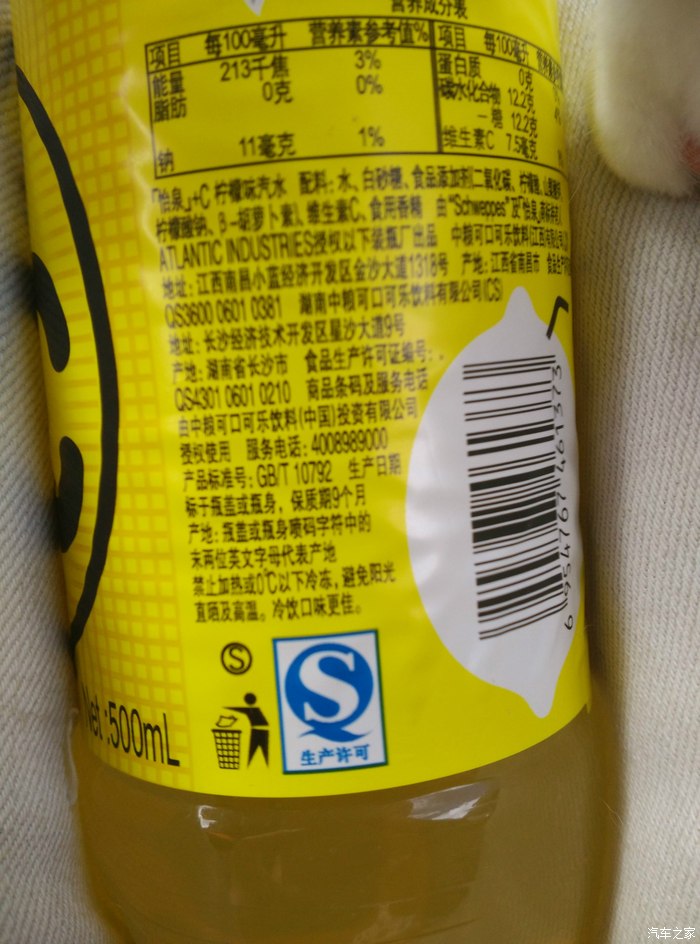 营养成分表
项目 每100毫升 营养素参考值%
能量 213千焦 3%
脂肪 0克 0%
钠 11毫克 1%
项目 每100毫升
蛋白质 0克
碳水化合物 12.2克
一糖 12.2克
维生素C 7.5毫克
「怡泉」+C 柠檬味汽水 配料:水、白砂糖、食品添加剂(二氧化碳、柠檬酸、
柠檬酸钠、β-胡萝卜素)、维生素C、食用香精 由“Schweppes”及「怡泉」商标
ATLANTIC INDUSTRIES授权以下装瓶厂出品 中粮可口可乐饮料(江西)有限公司
地址:江西南昌小蓝经济开发区金沙大道1318号 产地:江西省南昌市
QS3600 0601 0381 湖南中粮可口可乐饮料有限公司(CS)
地址:长沙经济技术开发区星沙大道9号
产地:湖南省长沙市 食品生产许可证编号:
QS4301 0601 0210 商品条码及服务电话
由中粮可口可乐饮料(中国)投资有限公司
授权使用 服务电话:4008989000
产品标准号:GB/T 10792 生产日期
标于瓶盖或瓶身,保质期9个月
产地:瓶盖或瓶身喷码字符中的
末两位英文字母代表产地
禁止加热或0℃以下冷冻,避免阳光
直晒及高温。冷饮口味更佳。
6 954767 461373
S
生产许可
Net:500mL
汽车之家